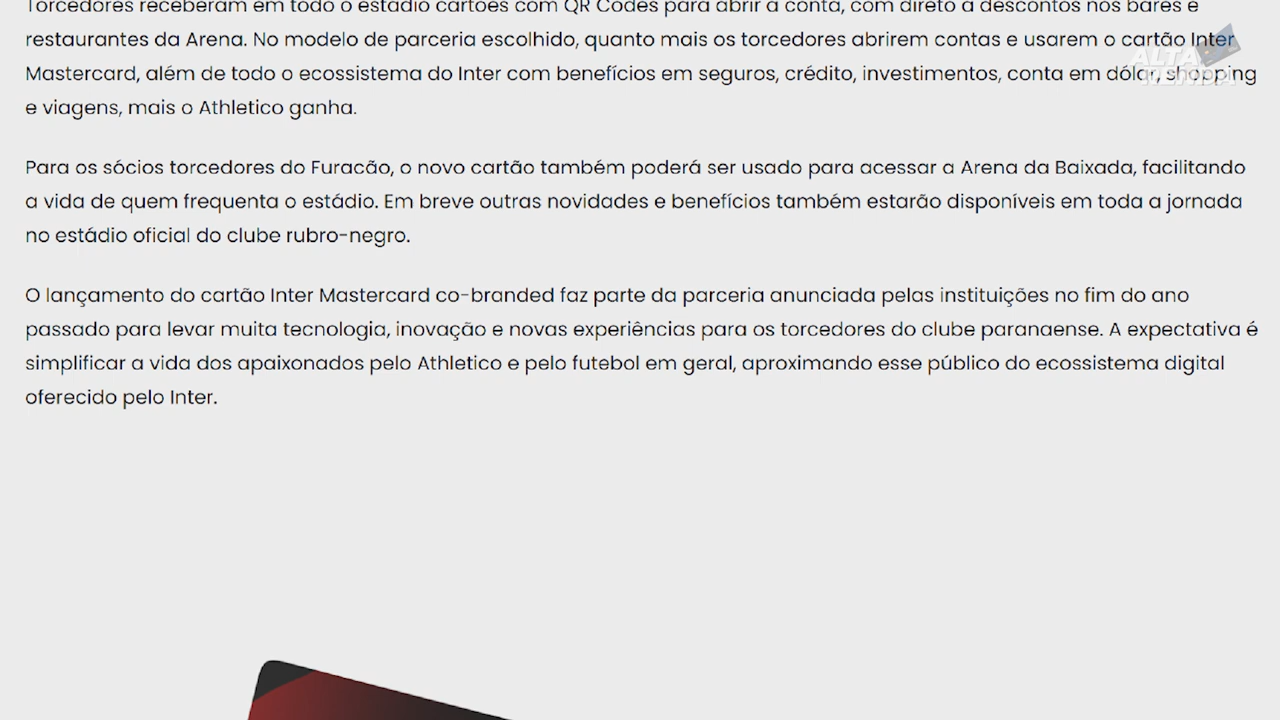 Torcedores receberam em todo o estádio cartões com QR Codes para abrir a conta, com direto a descontos nos bares e
restaurantes da Arena. No modelo de parceria escolhido, quanto mais os torcedores abrirem contas e usarem o cartão Inter
Mastercard, além de todo o ecossistema do Inter com benefícios em seguros, crédito, investimentos, conta em dólar, shopping
e viagens, mais o Athletico ganha.
Para os sócios torcedores do Furacão, o novo cartão também poderá ser usado para acessar a Arena da Baixada, facilitando
a vida de quem frequenta o estádio. Em breve outras novidades e benefícios também estarão disponíveis em toda a jornada
no estádio oficial do clube rubro-negro.
O lançamento do cartão Inter Mastercard co-branded faz parte da parceria anunciada pelas instituições no fim do ano
passado para levar muita tecnologia, inovação e novas experiências para os torcedores do clube paranaense. A expectativa é
simplificar a vida dos apaixonados pelo Athletico e pelo futebol em geral, aproximando esse público do ecossistema digital
oferecido pelo Inter.
ALTA
RENDA